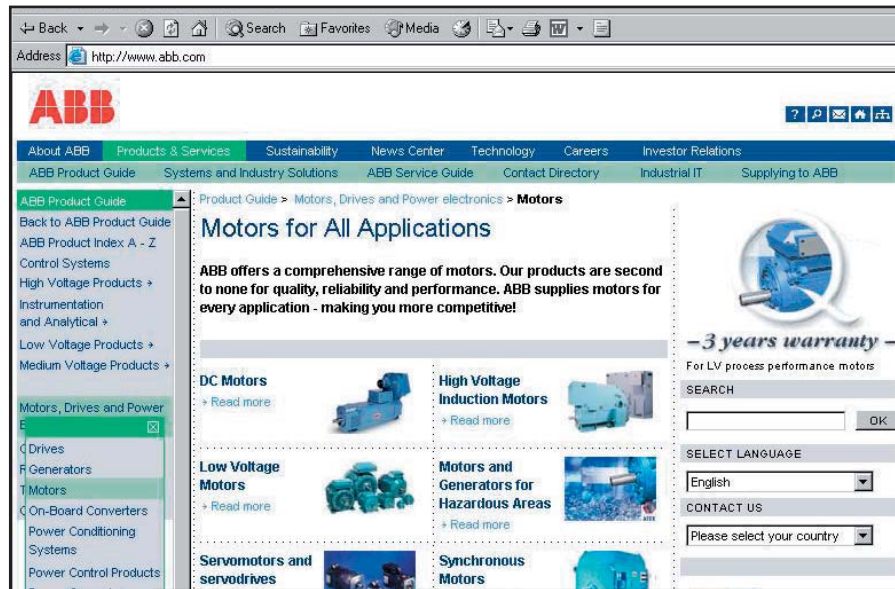 Back Search Favorites Media
Address http://www.abb.com
ABB
About ABB Products & Services Sustainability News Center Technology Careers Investor Relations
ABB Product Guide Systems and Industry Solutions ABB Service Guide Contact Directory Industrial IT Supplying to ABB
ABB Product Guide
Back to ABB Product Guide
ABB Product Index A - Z
Control Systems
High Voltage Products
Instrumentation
and Analytical
Low Voltage Products
Medium Voltage Products
Motors, Drives and Power
Drives
Generators
Motors
On-Board Converters
Power Conditioning
Systems
Power Control Products
Product Guide > Motors, Drives and Power electronics > Motors
Motors for All Applications
ABB offers a comprehensive range of motors. Our products are second
to none for quality, reliability and performance. ABB supplies motors for
every application - making you more competitive!
DC Motors
Read more
High Voltage
Induction Motors
Read more
Low Voltage
Motors
Read more
Motors and
Generators for
Hazardous Areas
Read more
Servomotors and
servodrives
Synchronous
Motors
Q
– 3 years warranty –
For LV process performance motors
SEARCH
OK
SELECT LANGUAGE
English
CONTACT US
Please select your country